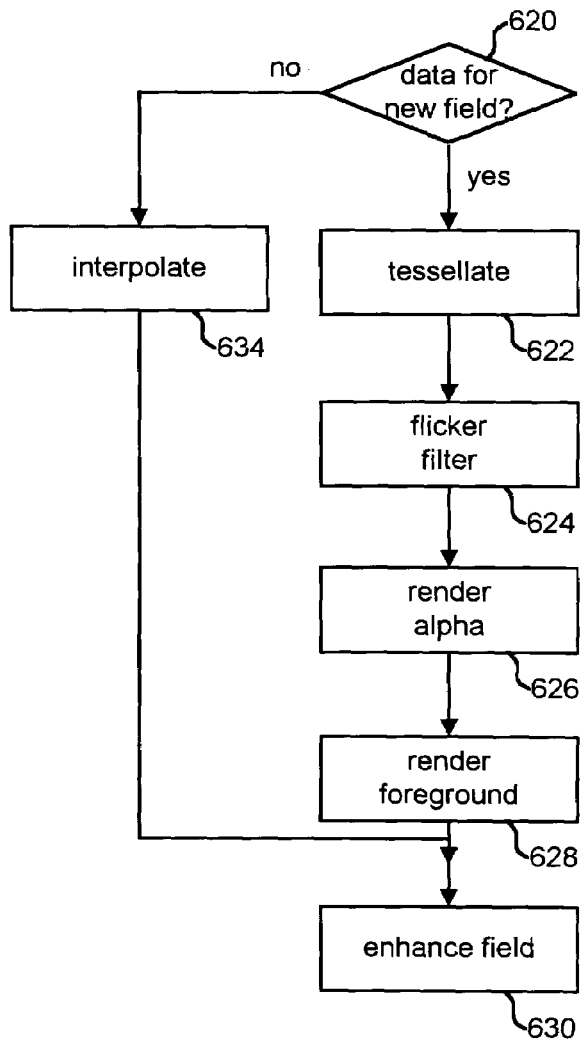 620
no
data for
new field?
yes
interpolate
tessellate
634
622
flicker
filter
624
render
alpha
626
render
foreground
628
enhance field
630